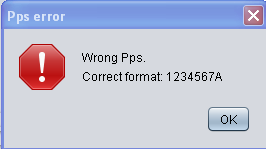 Pps error
Wrong Pps.
Correct format: 1234567A
OK